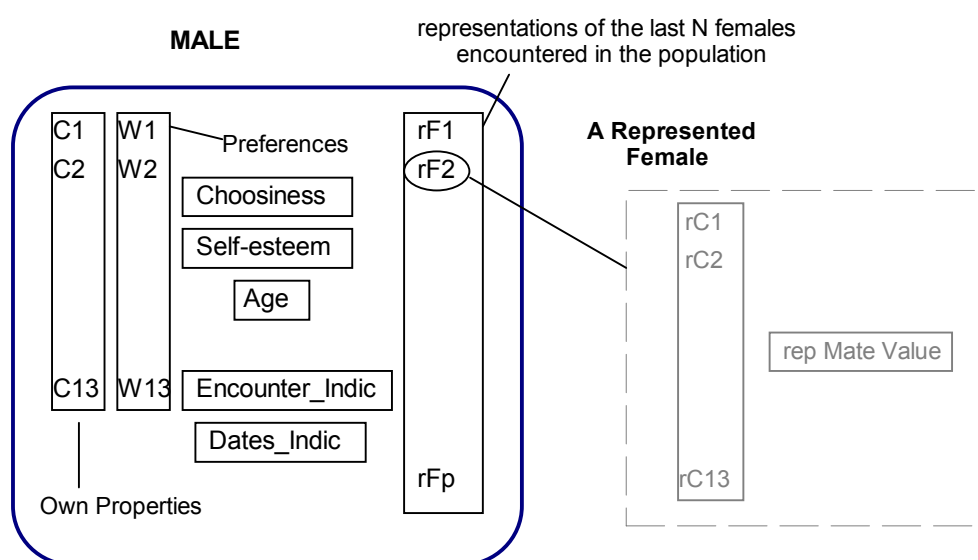 MALE
representations of the last N females
encountered in the population
C1
C2
C13
W1
W2
W13
Preferences
Choosiness
Self-esteem
Age
Encounter_Indic
Dates_Indic
Own Properties
rF1
rF2
rFp
A Represented
Female
rC1
rC2
rC13
rep Mate Value